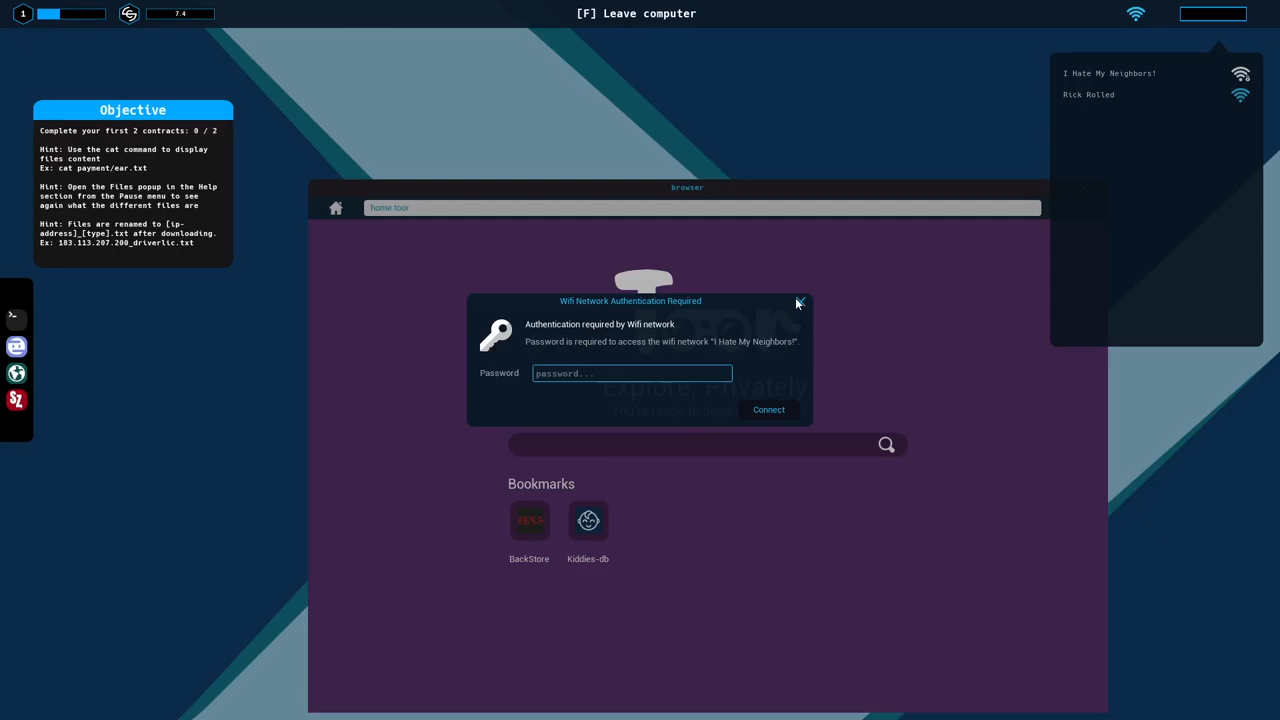 1
7.4
[F] Leave computer
I Hate My Neighbors!
Rick Rolled
Objective
Complete your first 2 contracts: 0 / 2
Hint: Use the cat command to display
files content
Ex: cat payment/ear.txt
Hint: Open the Files popup in the Help
section from the Pause menu to see
again what the different files are
Hint: Files are renamed to [ip-
address]_[type].txt after downloading.
Ex: 183.113.207.200_driverlic.txt
browser
home.toor
Wifi Network Authentication Required
Authentication required by Wifi network
Password is required to access the wifi network "I Hate My Neighbors!".
Password
password...
Explore. Privately.
Connect
Bookmarks
BackStore
Kiddies-db
SZ